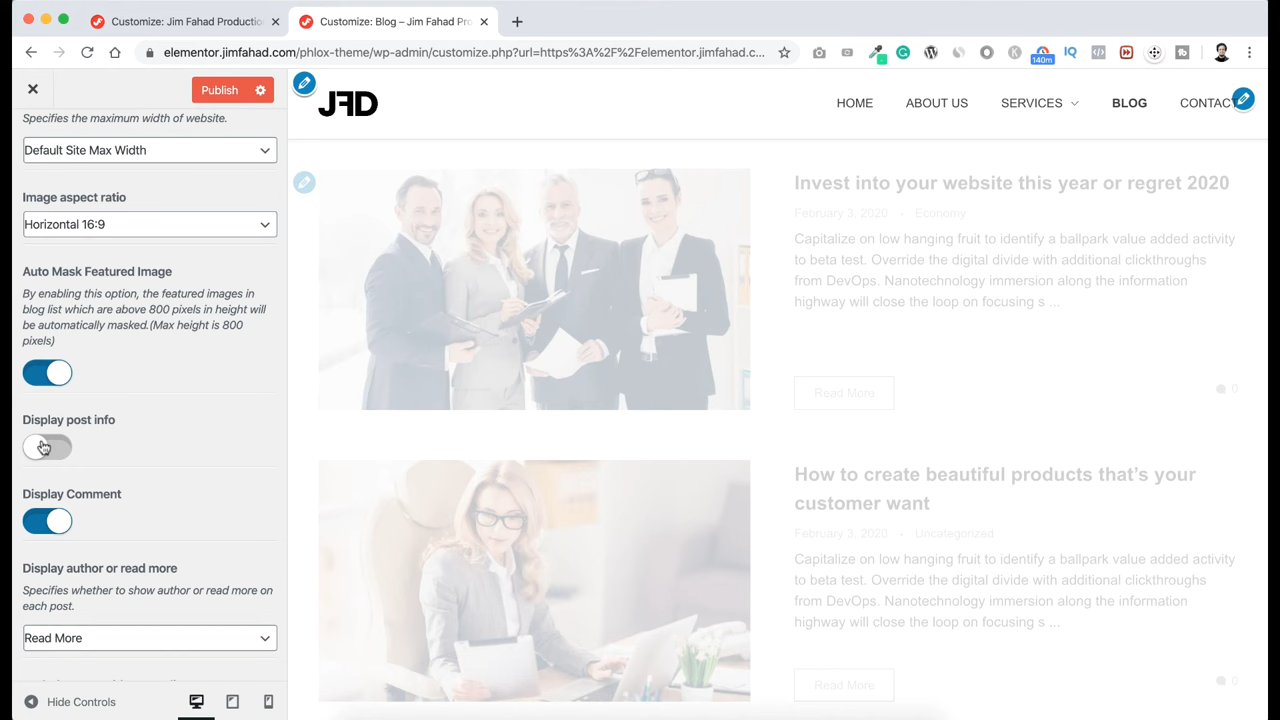 Customize: Jim Fahad Productio
Customize: Blog – Jim Fahad Pro
elementor.jimfahad.com/phlox-theme/wp-admin/customize.php?url=https%3A%2F%2Felementor.jimfahad.c...
140m
IQ
Publish
Specifies the maximum width of website.
Default Site Max Width
Image aspect ratio
Horizontal 16:9
Auto Mask Featured Image
By enabling this option, the featured images in
blog list which are above 800 pixels in height will
be automatically masked.(Max height is 800
pixels)
Display post info
Display Comment
Display author or read more
Specifies whether to show author or read more on
each post.
Read More
Hide Controls
JFD
HOME
ABOUT US
SERVICES
BLOG
CONTACT
Invest into your website this year or regret 2020
February 3, 2020
Economy
Capitalize on low hanging fruit to identify a ballpark value added activity
to beta test. Override the digital divide with additional clickthroughs
from DevOps. Nanotechnology immersion along the information
highway will close the loop on focusing s ...
Read More
0
How to create beautiful products that's your
customer want
February 3, 2020
Uncategorized
Capitalize on low hanging fruit to identify a ballpark value added activity
to beta test. Override the digital divide with additional clickthroughs
from DevOps. Nanotechnology immersion along the information
highway will close the loop on focusing s ...
Read More
0